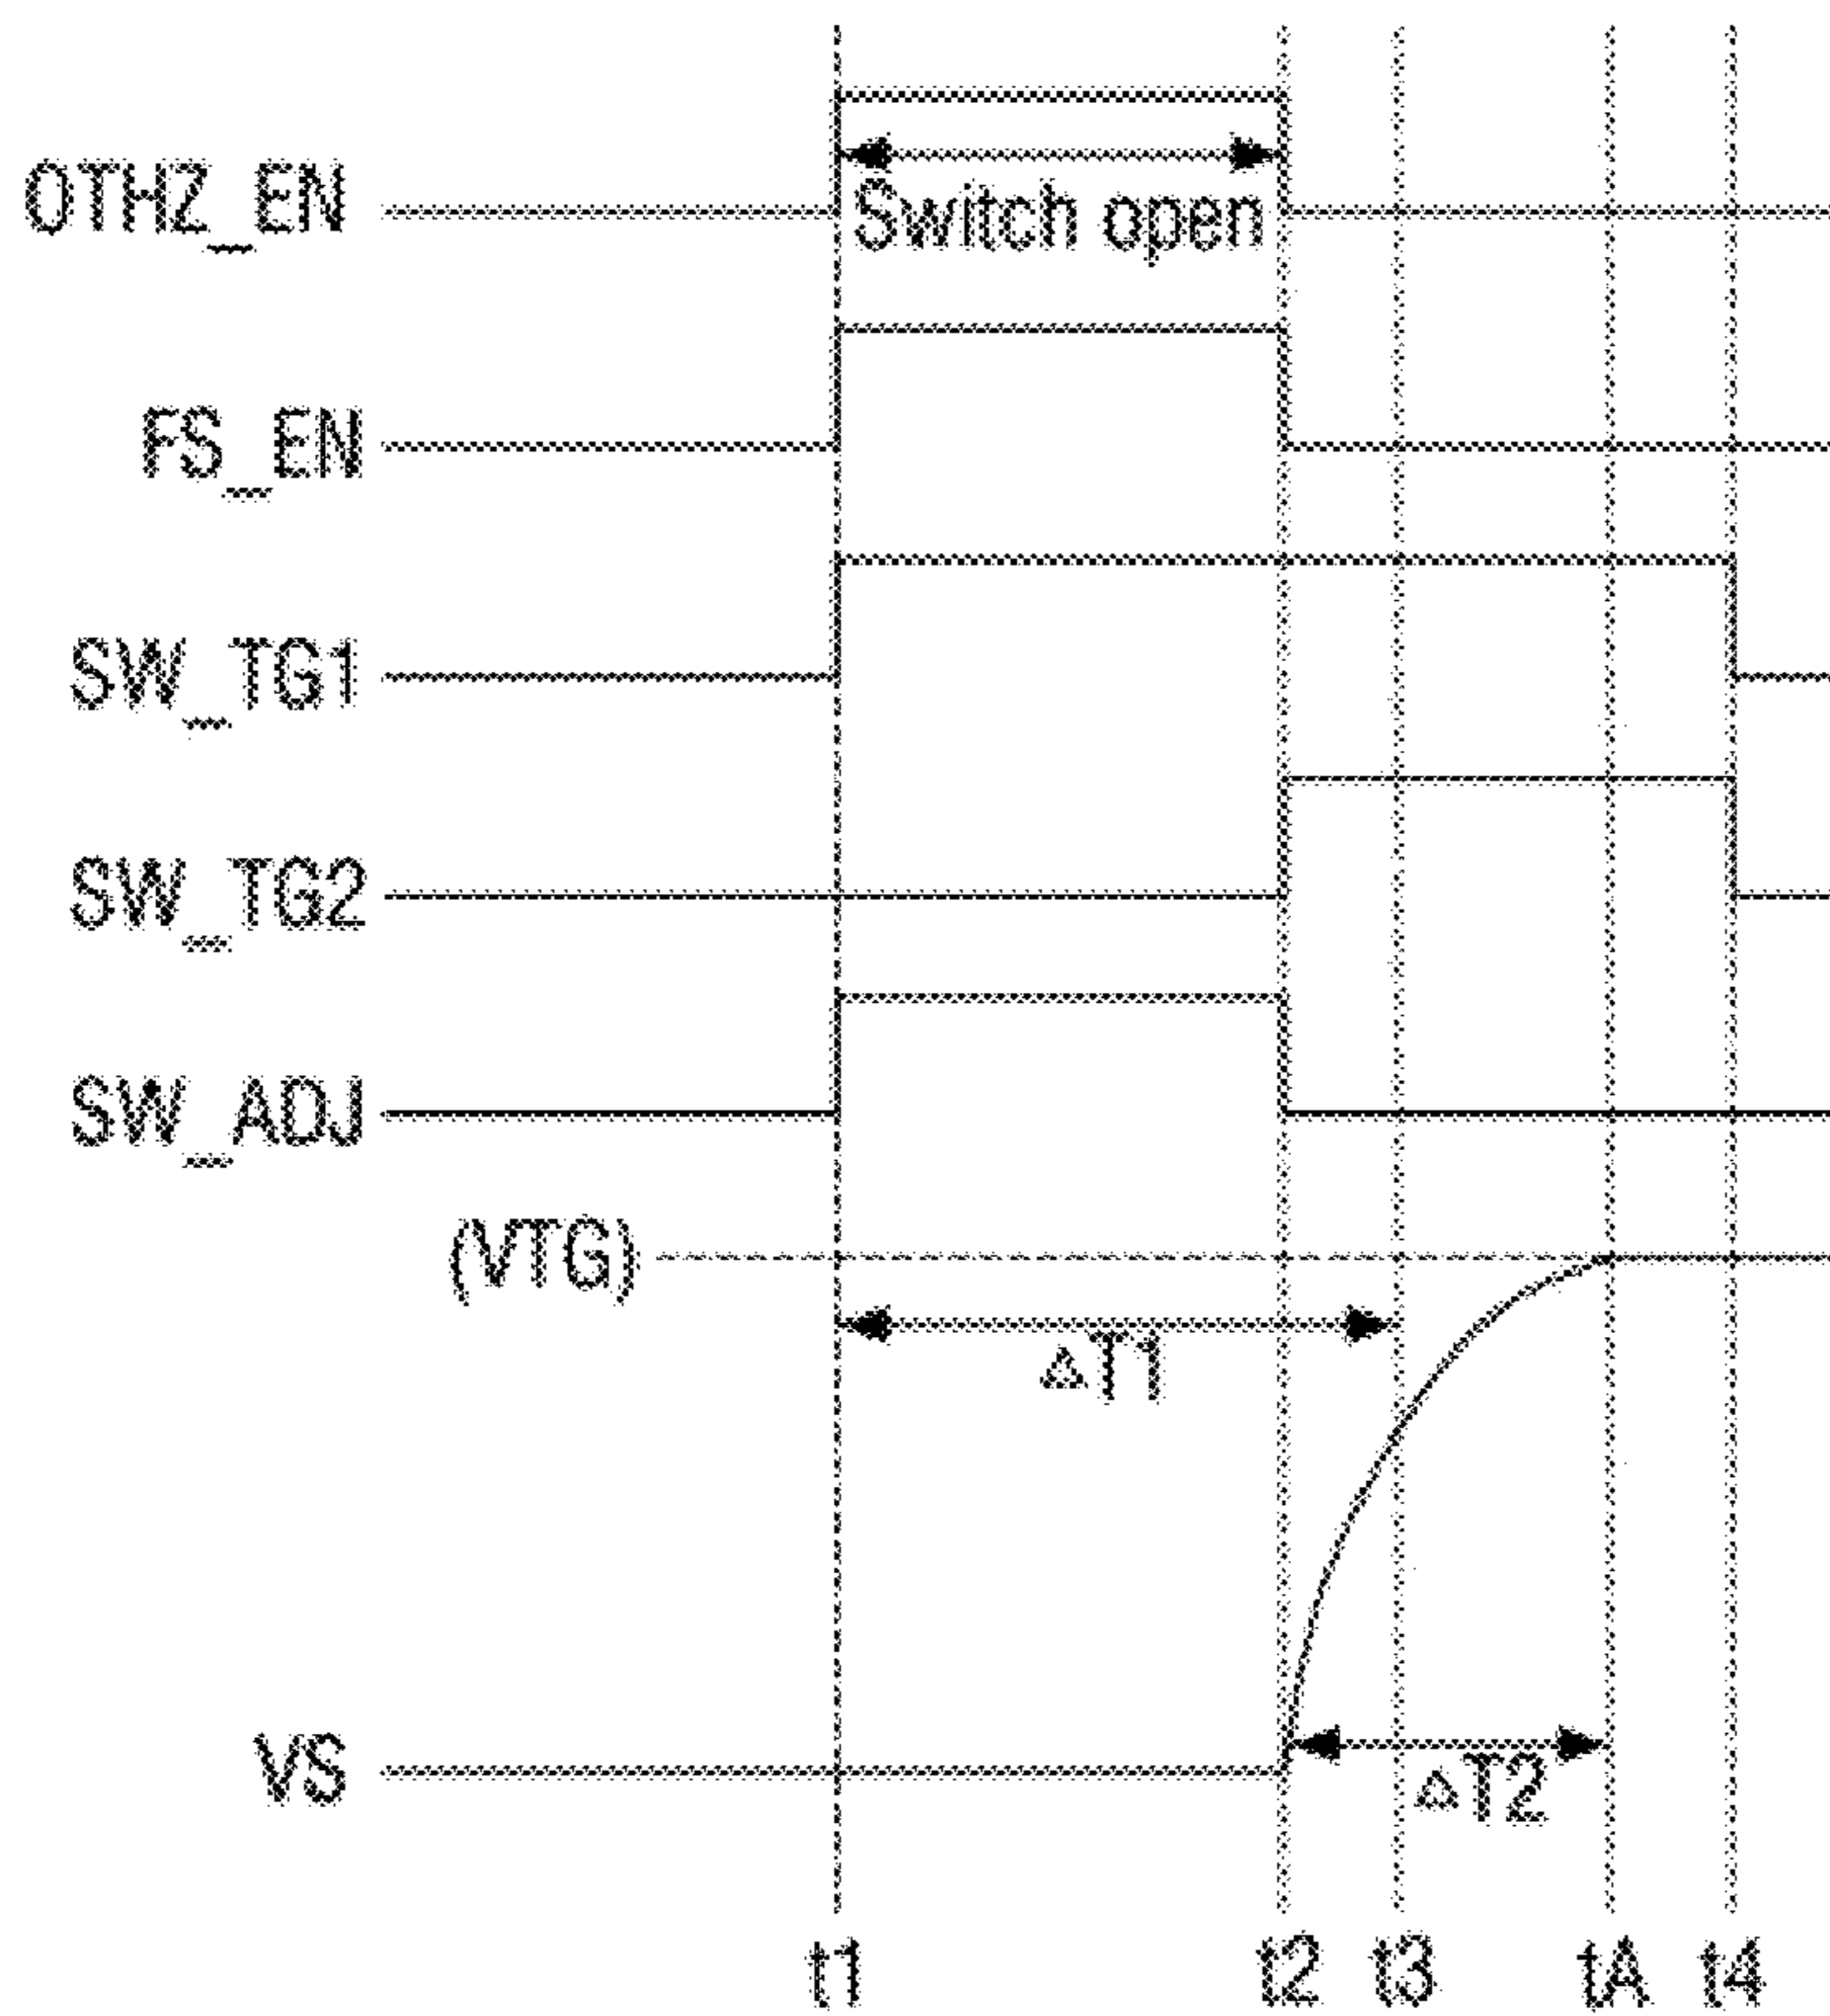 OTHZ_EN
Switch open
FS_EN
SW_TG1
SW_TG2
SW_ADJ
(VTG)
ΔT1
VS
ΔT2
t1 t2 t3 tA t4